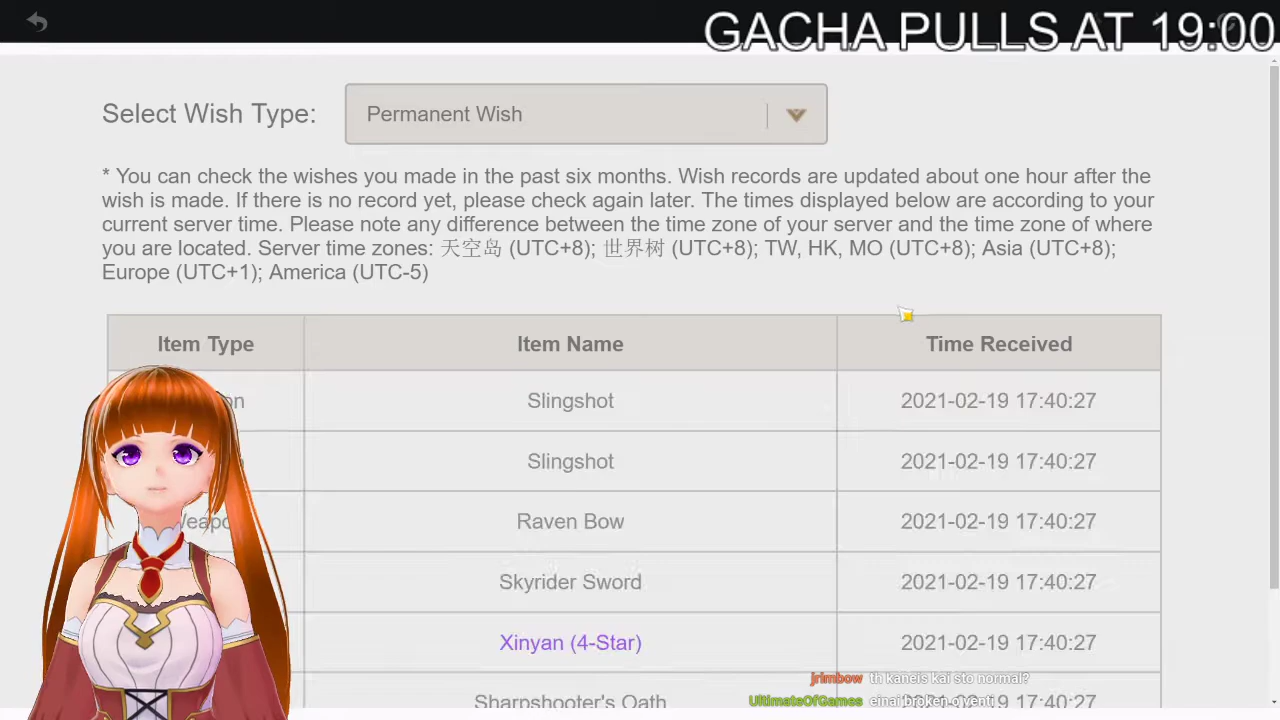 GACHA PULLS AT 19:00
Select Wish Type:
Permanent Wish
* You can check the wishes you made in the past six months. Wish records are updated about one hour after the
wish is made. If there is no record yet, please check again later. The times displayed below are according to your
current server time. Please note any difference between the time zone of your server and the time zone of where
you are located. Server time zones: 天空岛 (UTC+8); 世界树 (UTC+8); TW, HK, MO (UTC+8); Asia (UTC+8);
Europe (UTC+1); America (UTC-5)
Item Type Item Name Time Received
Slingshot 2021-02-19 17:40:27
Slingshot 2021-02-19 17:40:27
Raven Bow 2021-02-19 17:40:27
Skyrider Sword 2021-02-19 17:40:27
Xinyan (4-Star) 2021-02-19 17:40:27
jrimbow th kaneis kai sto normal?
Sharpshooter's Oath
UltimateOfGames einai broken